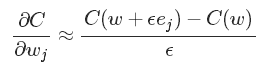 ∂C/∂w_j ≈ (C(w + ϵe_j) − C(w))/ϵ